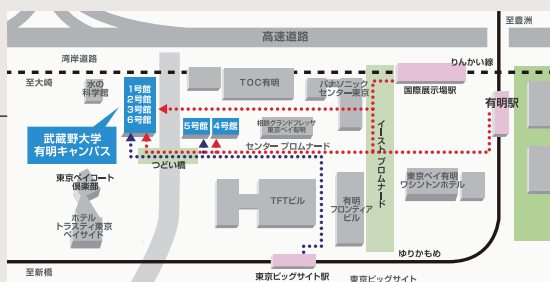 至豊洲
高速道路
湾岸道路
りんかい線
至大崎
水の
科学館
1号館
2号館
3号館
6号館
TOC有明
パナソニック
センター東京
国際展示場駅
有明駅
5号館
4号館
相鉄グランドフレッサ
東京ベイ有明
イースト プロムナード
武蔵野大学
有明キャンパス
センター プロムナード
つどい橋
東京ベイコート
倶楽部
東京ベイ有明
ワシントンホテル
TFTビル
有明
フロンティア
ビル
ホテル
トラスティ東京
ベイサイド
ゆりかもめ
至新橋
東京ビッグサイト駅
東京ビッグサイト